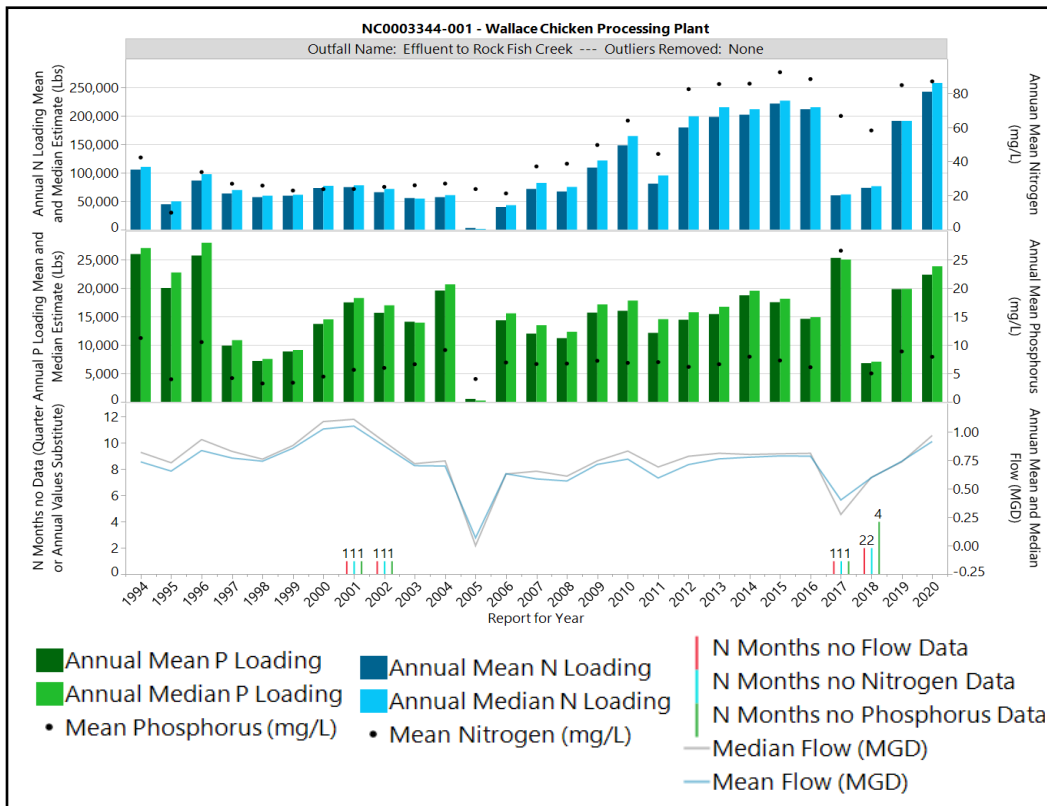 NC0003344-001 - Wallace Chicken Processing Plant
Outfall Name: Effluent to Rock Fish Creek --- Outliers Removed: None
Annual N Loading Mean
and Median Estimate (Lbs)
250,000
200,000
150,000
100,000
50,000
0
80
60
40
20
0
Annuan Mean Nitrogen
(mg/L)
Annual P Loading Mean and
Median Estimate (Lbs)
25,000
20,000
15,000
10,000
5,000
0
25
20
15
10
5
0
Annual Mean Phosphorus
(mg/L)
N Months no Data (Quarter
or Annual Values Substitute)
12
10
8
6
4
2
0
111
111
111
22
4
1.00
0.75
0.50
0.25
0.00
-0.25
Annuan Mean and Median
Flow (MGD)
1994
1995
1996
1997
1998
1999
2000
2001
2002
2003
2004
2005
2006
2007
2008
2009
2010
2011
2012
2013
2014
2015
2016
2017
2018
2019
2020
Report for Year
Annual Mean P Loading
Annual Median P Loading
Mean Phosphorus (mg/L)
Annual Mean N Loading
Annual Median N Loading
Mean Nitrogen (mg/L)
N Months no Flow Data
N Months no Nitrogen Data
N Months no Phosphorus Data
Median Flow (MGD)
Mean Flow (MGD)